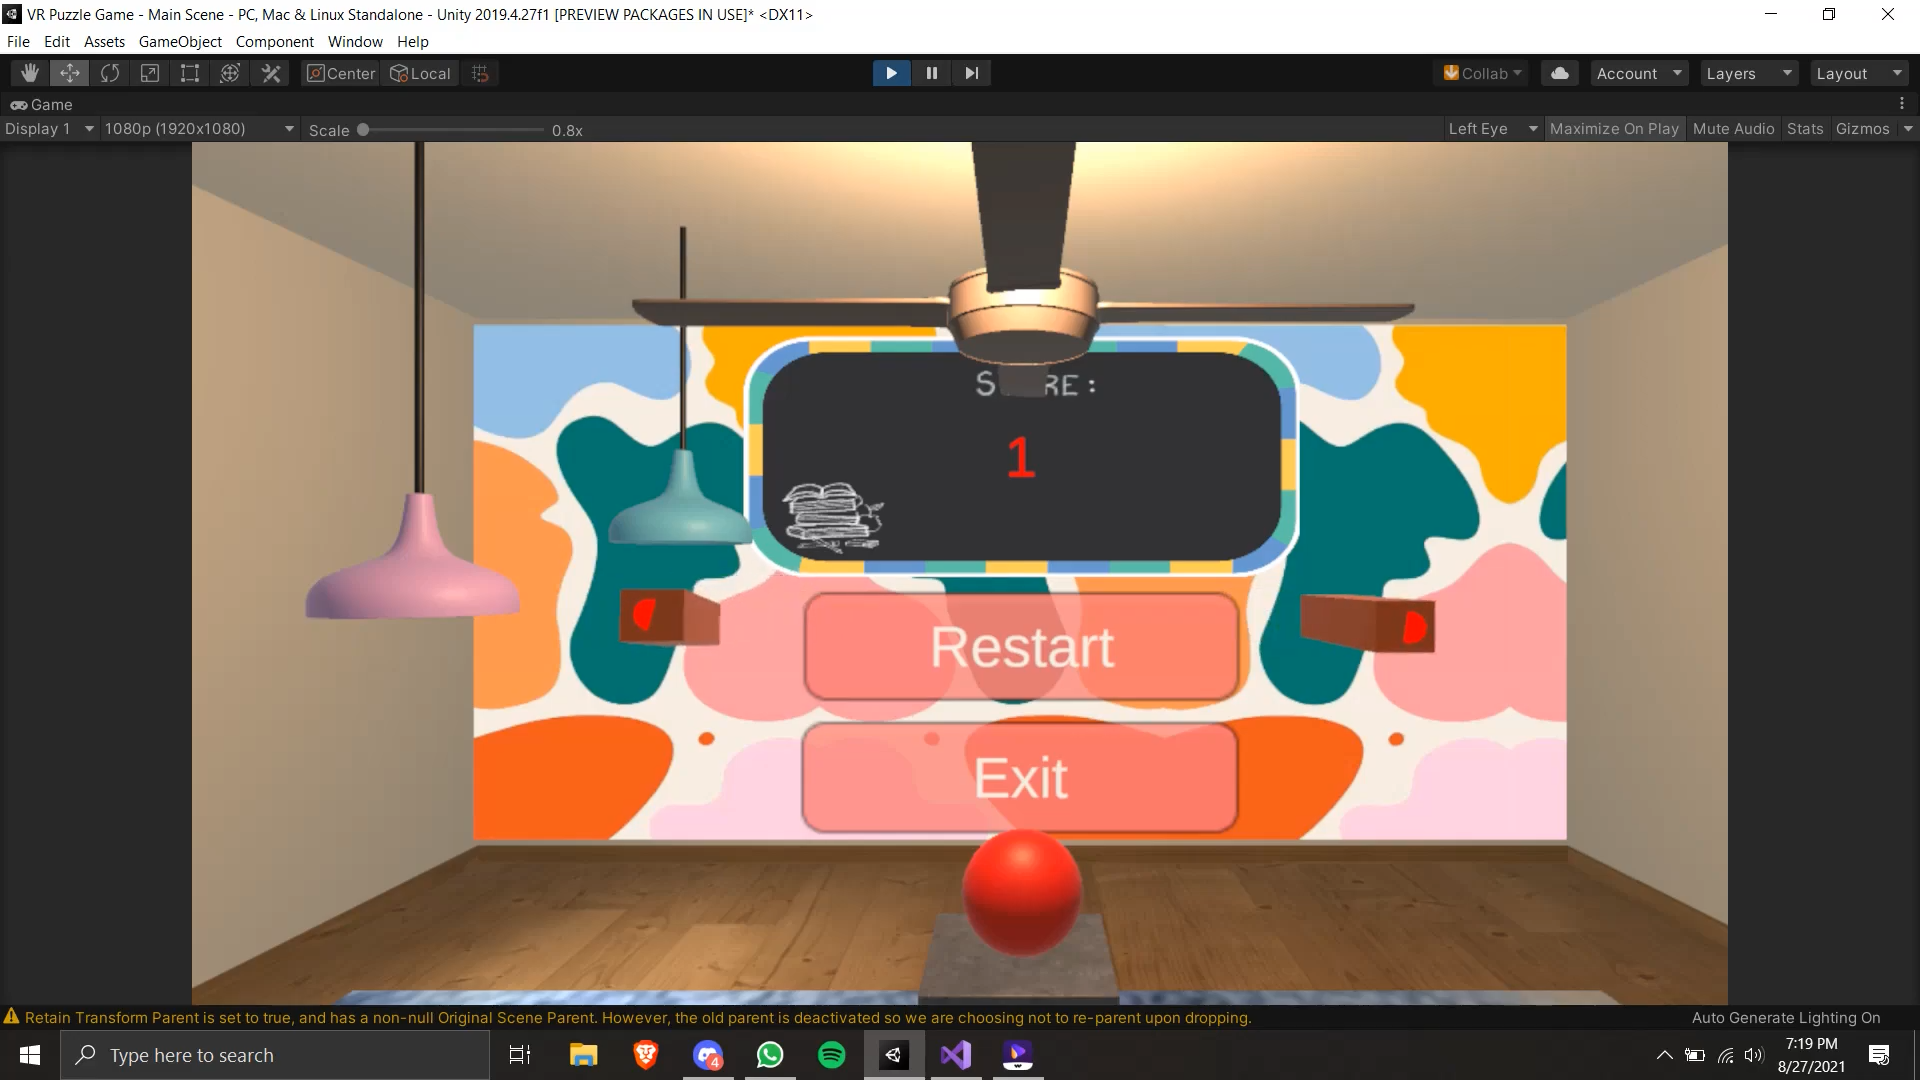 VR Puzzle Game - Main Scene - PC, Mac & Linux Standalone - Unity 2019.4.27f1 [PREVIEW PACKAGES IN USE]* <DX11>
File Edit Assets GameObject Component Window Help
Center Local Collab Account Layers Layout
Game
Display 1 1080p (1920x1080) Scale 0.8x Left Eye Maximize On Play Mute Audio Stats Gizmos
1
Restart
Exit
Retain Transform Parent is set to true, and has a non-null Original Scene Parent. However, the old parent is deactivated so we are choosing not to re-parent upon dropping.
Auto Generate Lighting On
Type here to search
4
7:19 PM
8/27/2021